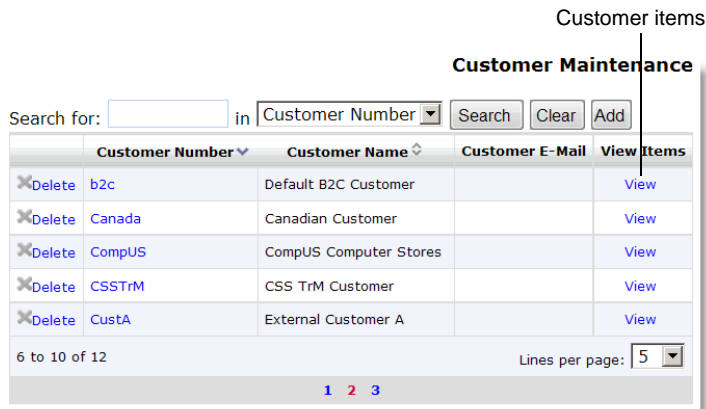 Customer items
Customer Maintenance
Search for: in Customer Number Search Clear Add
Customer Number Customer Name Customer E-Mail View Items
Delete b2c Default B2C Customer View
Delete Canada Canadian Customer View
Delete CompUS CompUS Computer Stores View
Delete CSSTrM CSS TrM Customer View
Delete CustA External Customer A View
6 to 10 of 12 Lines per page: 5
1 2 3